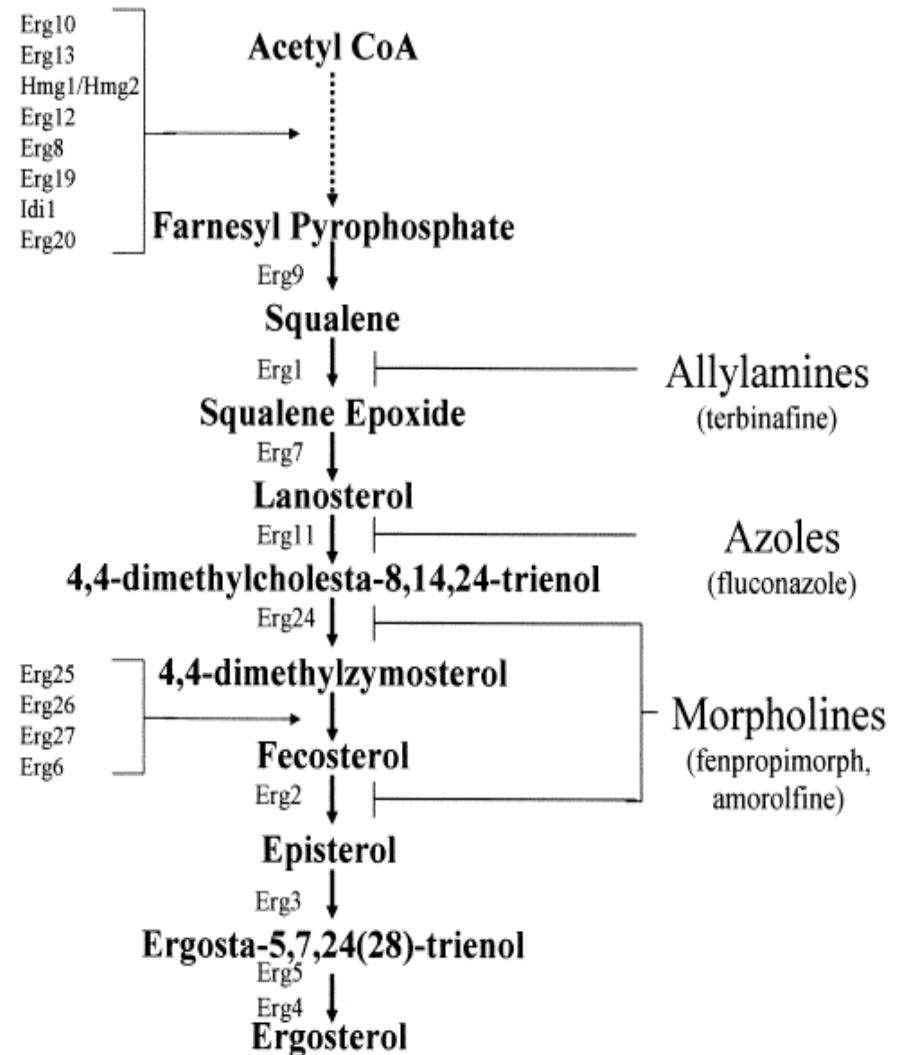 Erg10
Erg13
Hmg1/Hmg2
Erg12
Erg8
Erg19
Idi1
Erg20
Acetyl CoA
Farnesyl Pyrophosphate
Erg9
Squalene
Erg1
Allylamines
(terbinafine)
Squalene Epoxide
Erg7
Lanosterol
Erg11
Azoles
(fluconazole)
4,4-dimethylcholesta-8,14,24-trienol
Erg24
4,4-dimethylzymosterol
Erg25
Erg26
Erg27
Erg6
Morpholines
(fenpropimorph,
amorolfine)
Fecosterol
Erg2
Episterol
Erg3
Ergosta-5,7,24(28)-trienol
Erg5
Erg4
Ergosterol